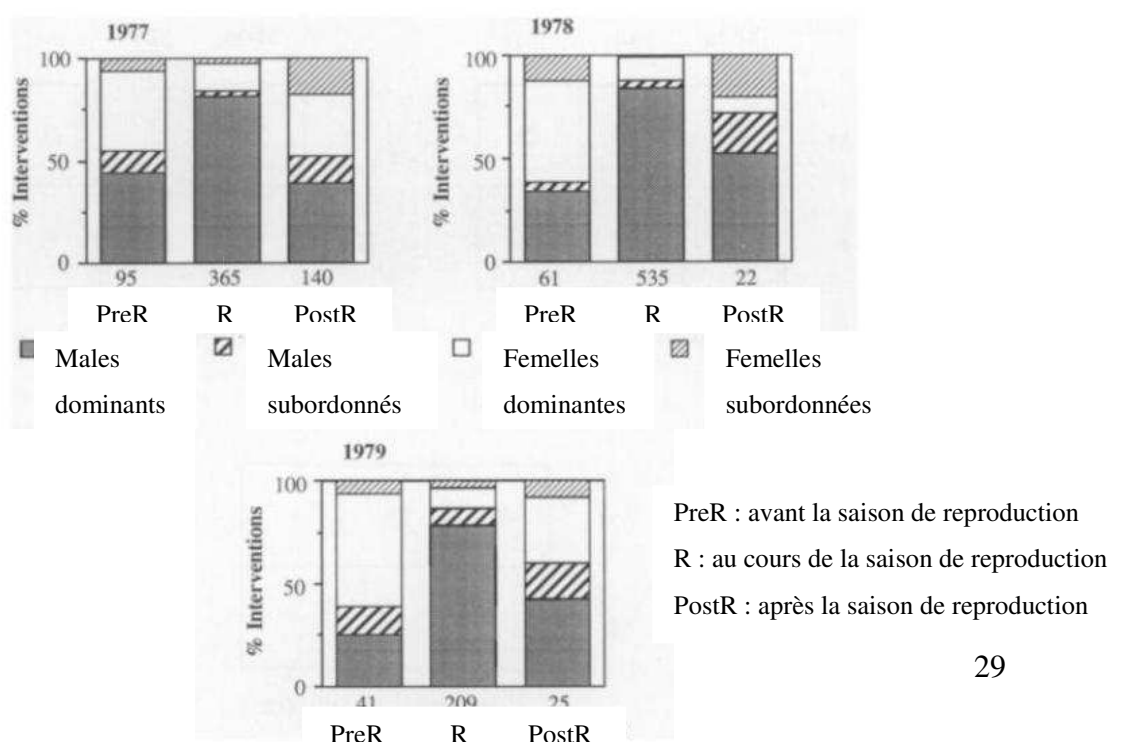 1977
1978
% Interventions
100
50
0
95 365 140
PreR R PostR
% Interventions
100
50
0
61 535 22
PreR R PostR
Males
dominants
Males
subordonnés
Femelles
dominantes
Femelles
subordonnées
1979
% Interventions
100
50
0
41 209 25
PreR R PostR
PreR : avant la saison de reproduction
R : au cours de la saison de reproduction
PostR : après la saison de reproduction
29